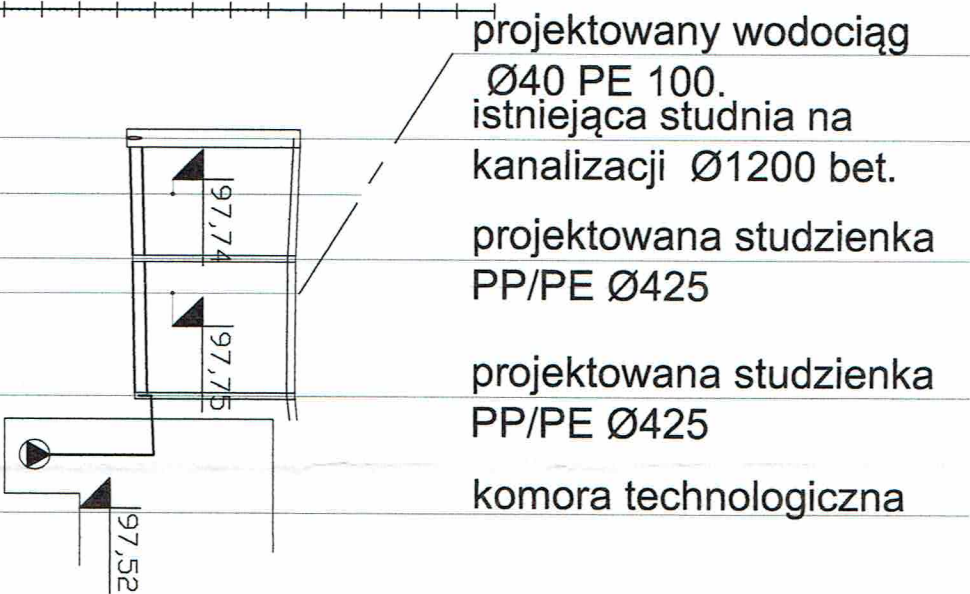 projektowany wodociąg
Ø40 PE 100.
istniejąca studnia na
kanalizacji Ø1200 bet.
97,74
projektowana studzienka
PP/PE Ø425
97,75
projektowana studzienka
PP/PE Ø425
komora technologiczna
97,52